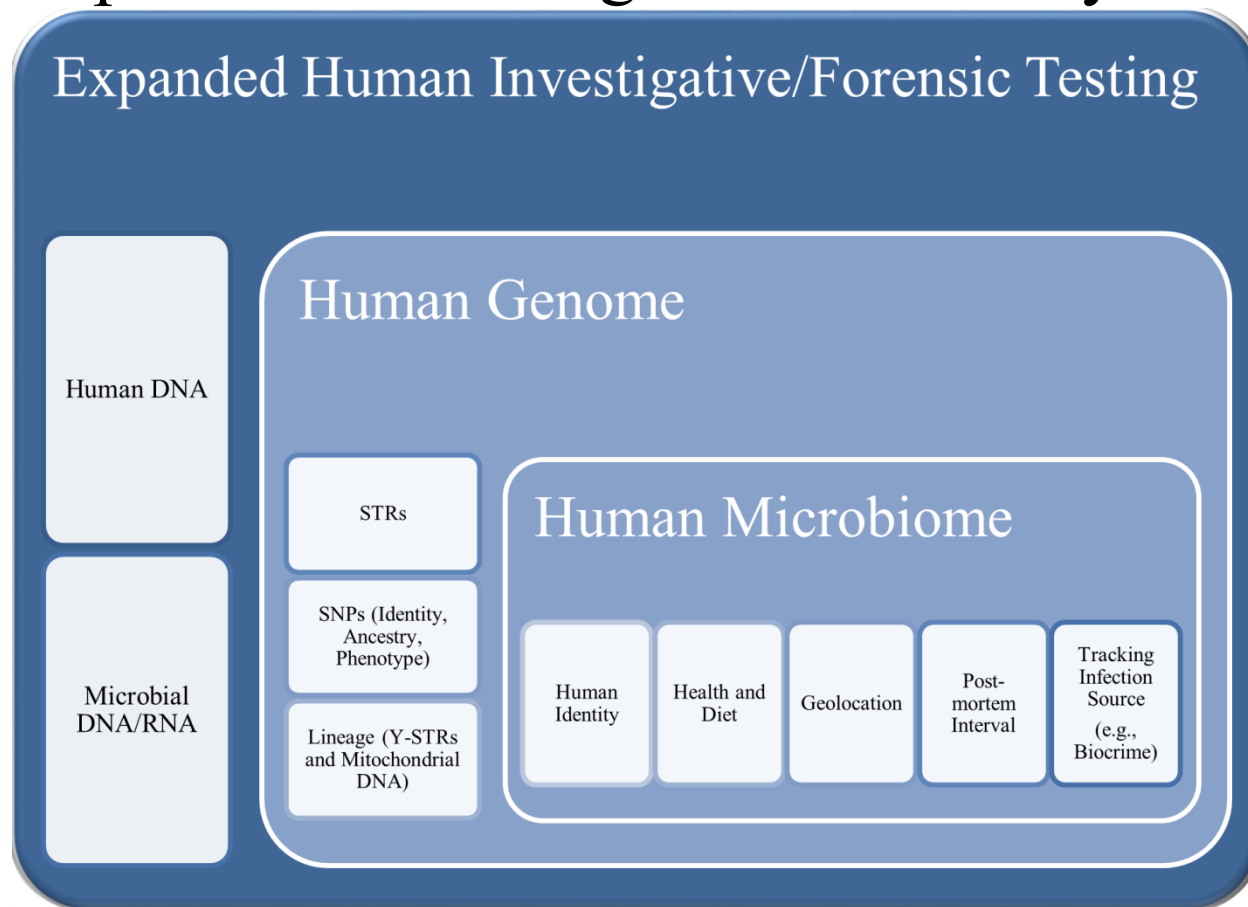 Expanded Human Investigative/Forensic Testing
Human DNA
Microbial
DNA/RNA
Human Genome
STRs
SNPs (Identity,
Ancestry,
Phenotype)
Lineage (Y-STRs
and Mitochondrial
DNA)
Human Microbiome
Human
Identity
Health and
Diet
Geolocation
Post-
mortem
Interval
Tracking
Infection
Source
(e.g.,
Biocrime)